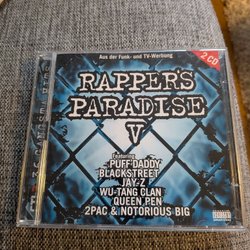 Aus der Funk- und TV-Werbung
2 CD
RAPPER'S
PARADISE
V
Featuring
PUFF DADDY
BLACKSTREET
JAY-Z
WU-TANG CLAN
QUEEN PEN
2PAC & NOTORIOUS BIG